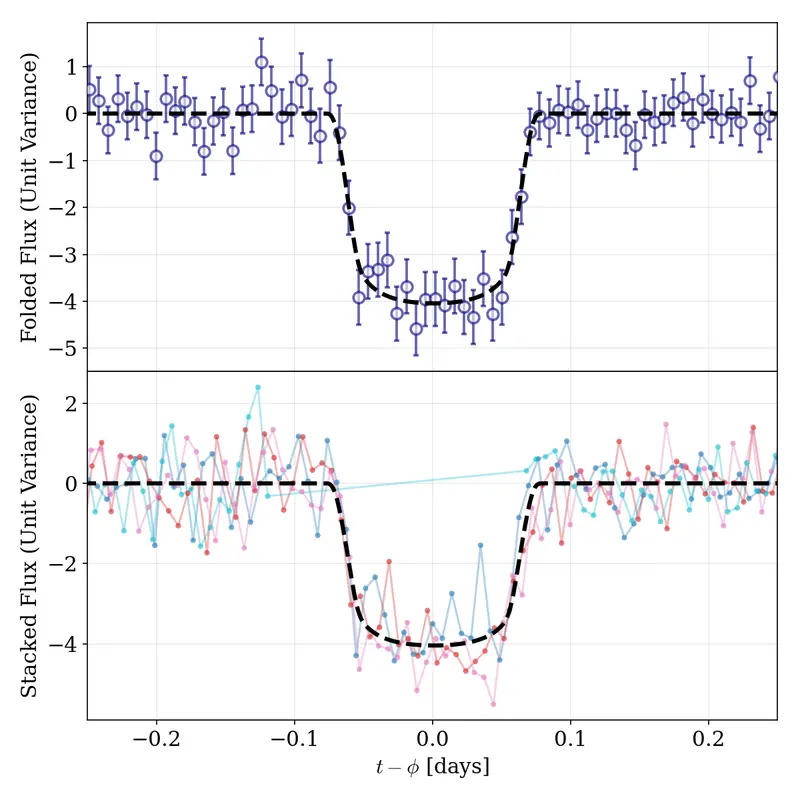 Folded Flux (Unit Variance)
1
0
−1
−2
−3
−4
−5
Stacked Flux (Unit Variance)
2
0
−2
−4
−0.2 −0.1 0.0 0.1 0.2
t − ϕ [days]